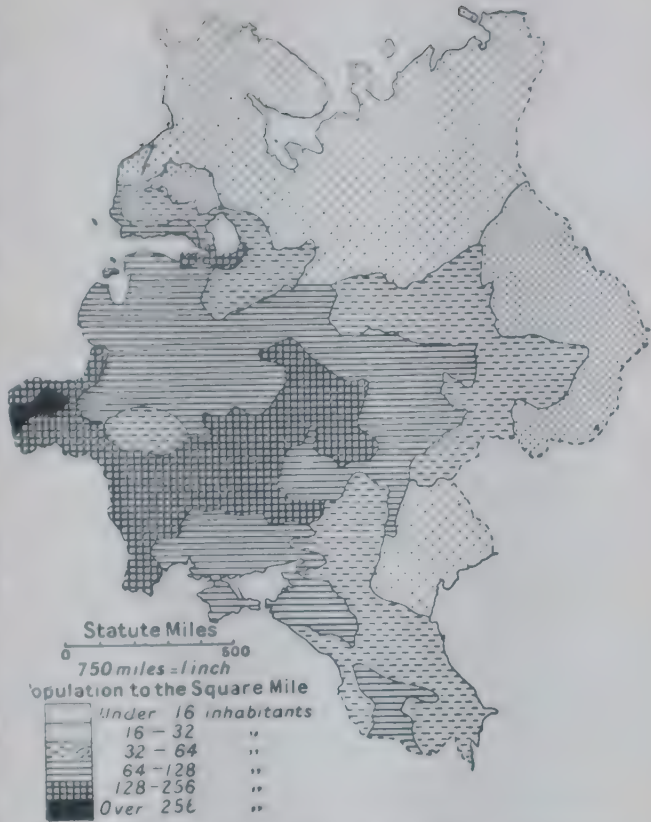 Statute Miles
0 500
750 miles = 1 inch
opulation to the Square Mile
Under 16 inhabitants
16 – 32 "
32 – 64 "
64 – 128 "
128 – 256 "
Over 256 "